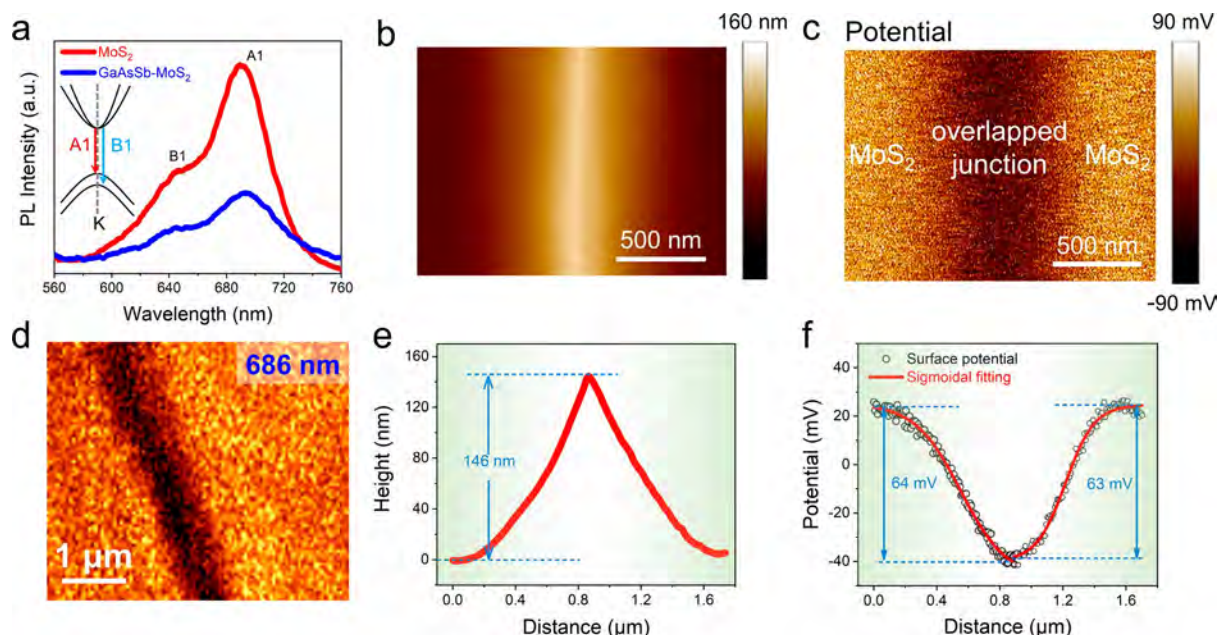 a
MoS₂
GaAsSb-MoS₂
A1
B1
A1
B1
K
PL Intensity (a.u.)
560
600
640
680
720
760
Wavelength (nm)
b
500 nm
160 nm
c
Potential
MoS₂
overlapped
junction
MoS₂
500 nm
90 mV
-90 mV
d
686 nm
1 μm
e
160
120
80
40
0
Height (nm)
146 nm
0.0
0.4
0.8
1.2
1.6
Distance (μm)
f
Surface potential
Sigmoidal fitting
40
20
0
-20
-40
Potential (mV)
64 mV
63 mV
0.0
0.4
0.8
1.2
1.6
Distance (μm)